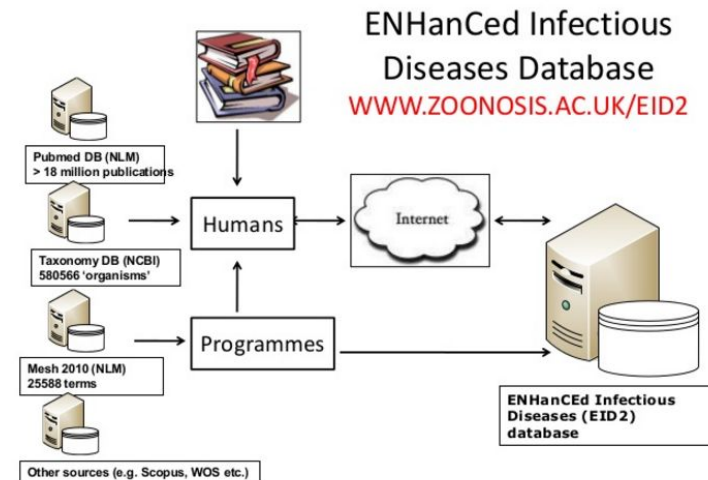 ENHanCed Infectious
Diseases Database
WWW.ZOONOSIS.AC.UK/EID2
Pubmed DB (NLM)
> 18 million publications
Taxonomy DB (NCBI)
580566 ‘organisms’
Mesh 2010 (NLM)
25588 terms
Other sources (e.g. Scopus, WOS etc.)
Humans
Programmes
Internet
ENHanCEd Infectious
Diseases (EID2)
database